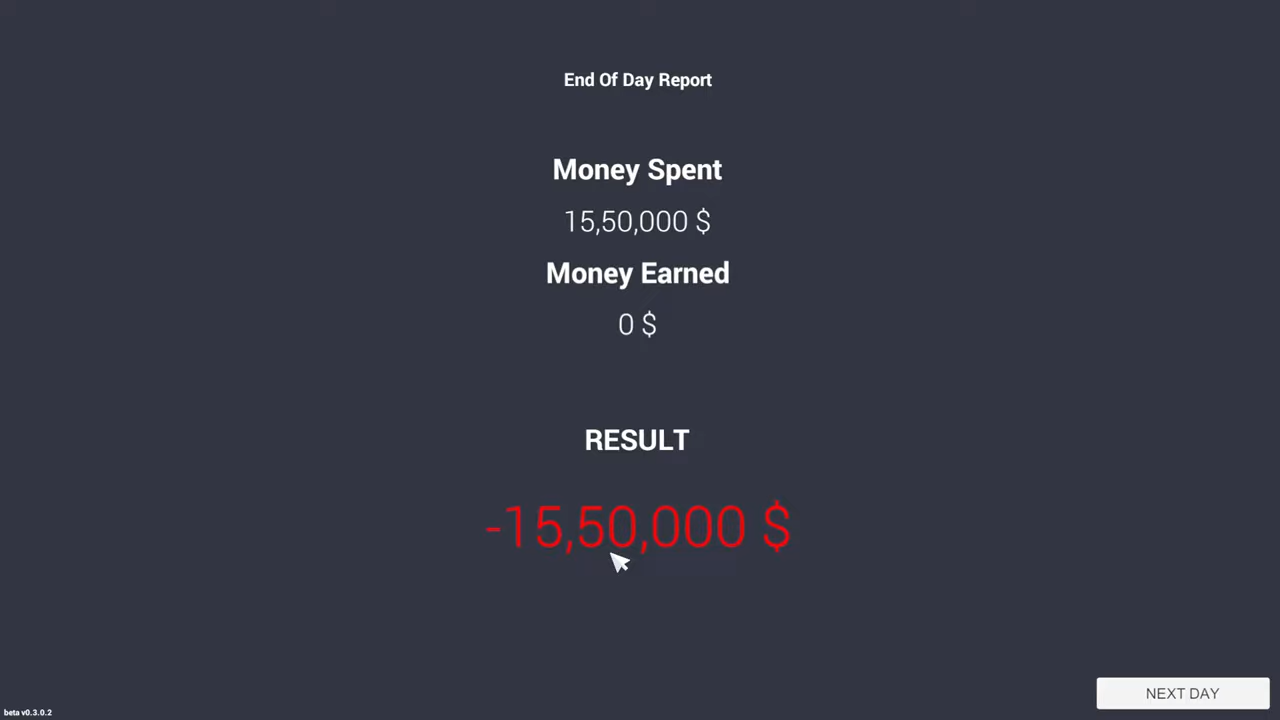 End Of Day Report
Money Spent
15,50,000 $
Money Earned
0 $
RESULT
-15,50,000 $
NEXT DAY
beta v0.3.0.2